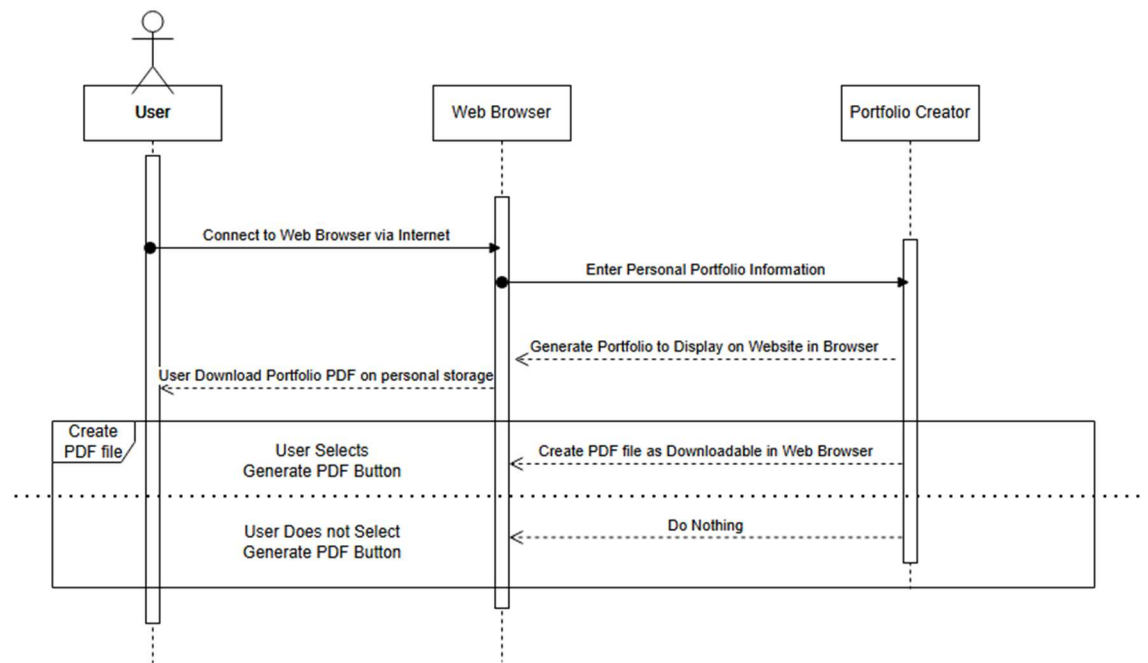 User
Web Browser
Portfolio Creator
Connect to Web Browser via Internet
Enter Personal Portfolio Information
Generate Portfolio to Display on Website in Browser
User Download Portfolio PDF on personal storage
Create
PDF file
User Selects
Generate PDF Button
Create PDF file as Downloadable in Web Browser
User Does not Select
Generate PDF Button
Do Nothing